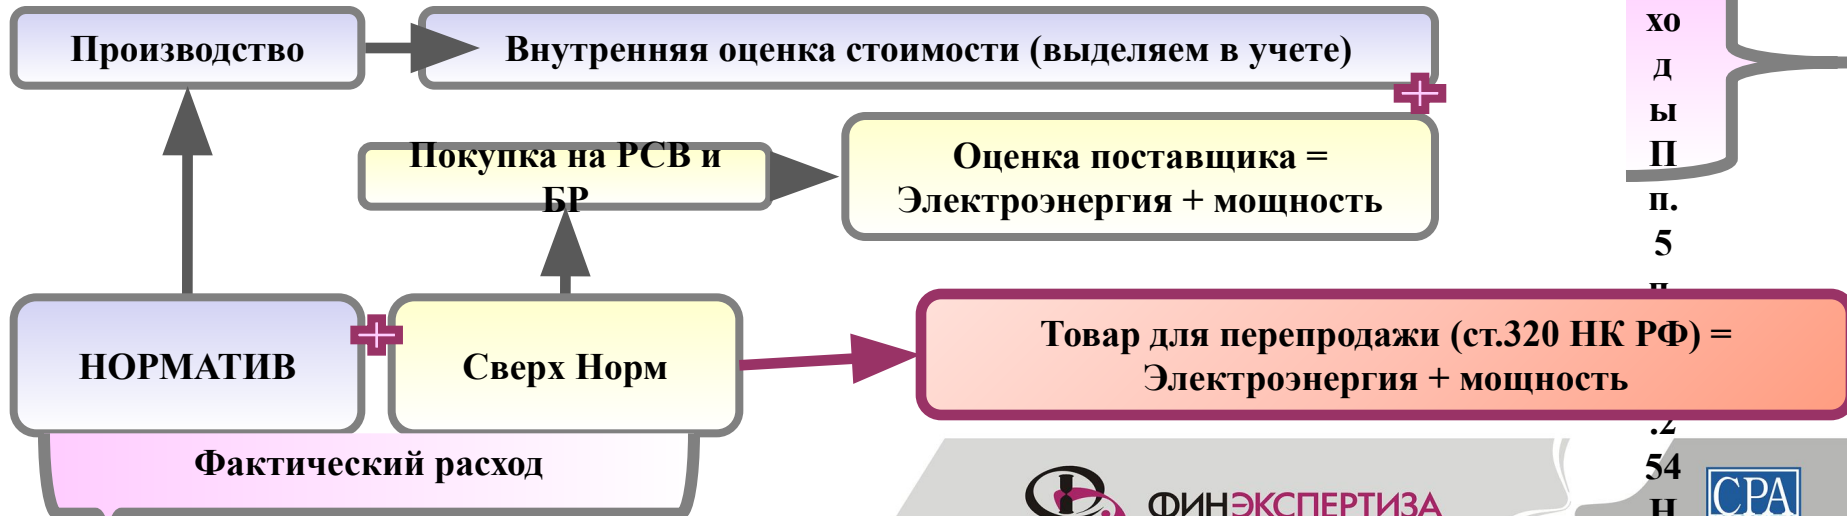 Производство
Внутренняя оценка стоимости (выделяем в учете)
Покупка на РСВ и
БР
Оценка поставщика =
Электроэнергия + мощность
НОРМАТИВ
Сверх Норм
Товар для перепродажи (ст.320 НК РФ) =
Электроэнергия + мощность
Фактический расход
хо
д
ы
П
п.
5
54
Н
ФИНЭКСПЕРТИЗА
CPA